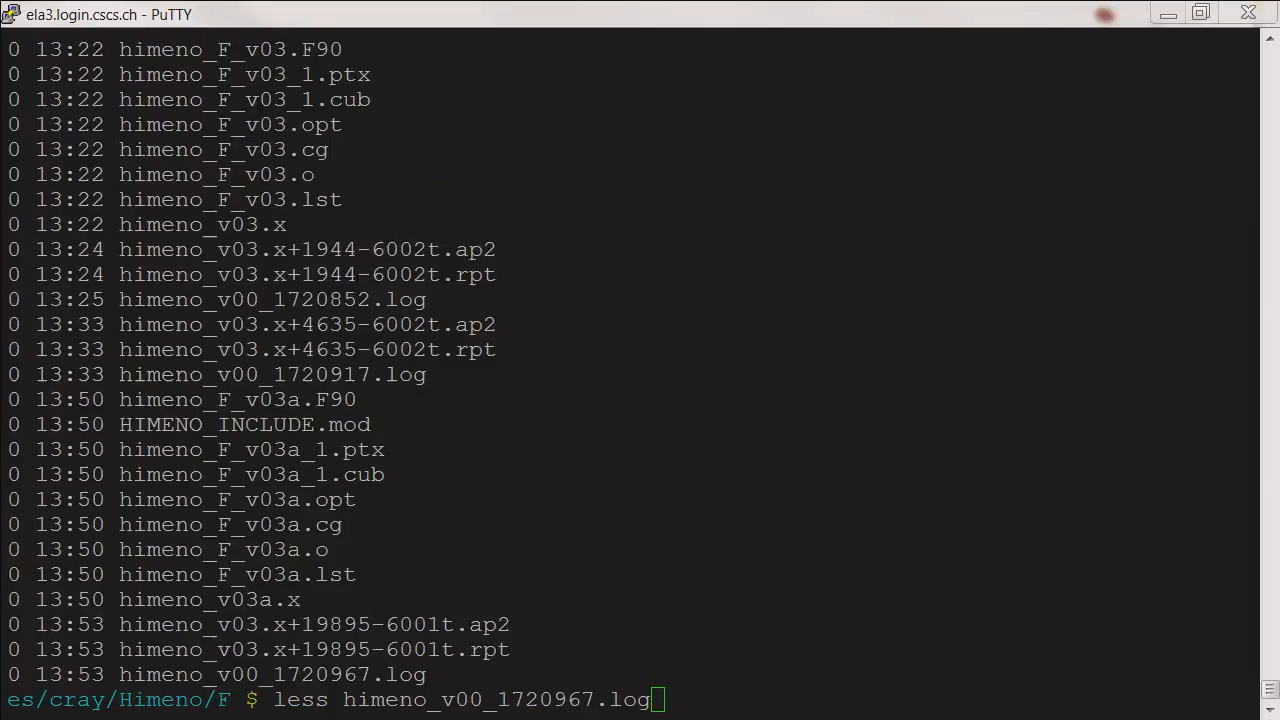 ela3.login.cscs.ch - PuTTY
0 13:22 himeno_F_v03.F90
0 13:22 himeno_F_v03_1.ptx
0 13:22 himeno_F_v03_1.cub
0 13:22 himeno_F_v03.opt
0 13:22 himeno_F_v03.cg
0 13:22 himeno_F_v03.o
0 13:22 himeno_F_v03.lst
0 13:22 himeno_v03.x
0 13:24 himeno_v03.x+1944-6002t.ap2
0 13:24 himeno_v03.x+1944-6002t.rpt
0 13:25 himeno_v00_1720852.log
0 13:33 himeno_v03.x+4635-6002t.ap2
0 13:33 himeno_v03.x+4635-6002t.rpt
0 13:33 himeno_v00_1720917.log
0 13:50 himeno_F_v03a.F90
0 13:50 HIMENO_INCLUDE.mod
0 13:50 himeno_F_v03a_1.ptx
0 13:50 himeno_F_v03a_1.cub
0 13:50 himeno_F_v03a.opt
0 13:50 himeno_F_v03a.cg
0 13:50 himeno_F_v03a.o
0 13:50 himeno_F_v03a.lst
0 13:50 himeno_v03a.x
0 13:53 himeno_v03.x+19895-6001t.ap2
0 13:53 himeno_v03.x+19895-6001t.rpt
0 13:53 himeno_v00_1720967.log
es/cray/Himeno/F $ less himeno_v00_1720967.log